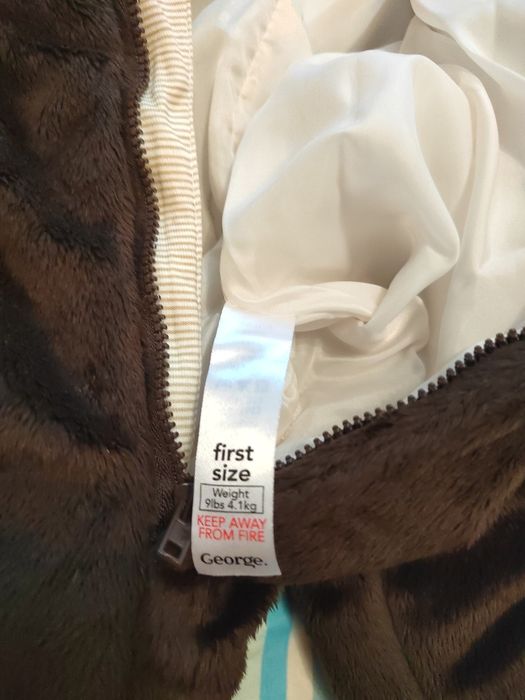 first
size
Weight
9lbs 4.1kg
KEEP AWAY
FROM FIRE
George.